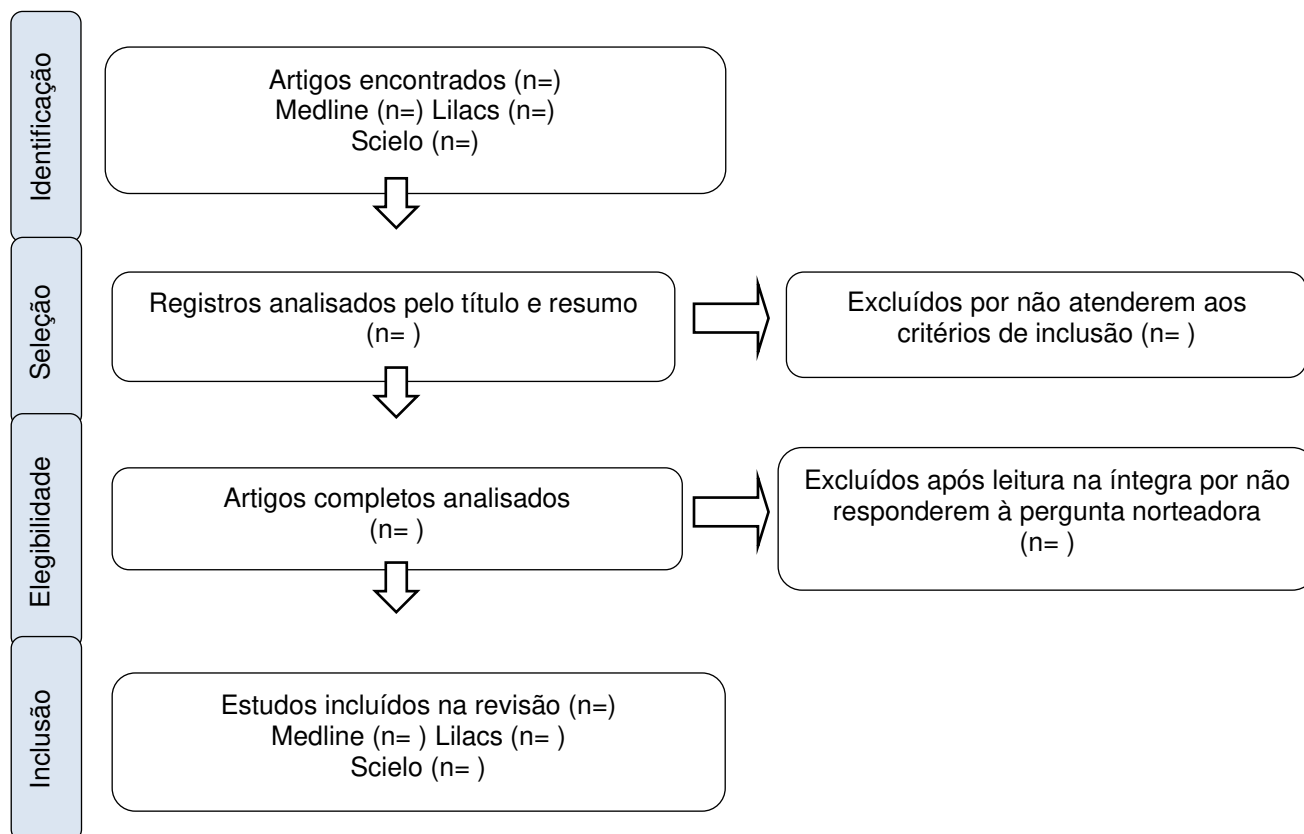 Identificação
Artigos encontrados (n=)
Medline (n=) Lilacs (n=)
Scielo (n=)
Seleção
Registros analisados pelo título e resumo
(n= )
Excluídos por não atenderem aos
critérios de inclusão (n= )
Elegibilidade
Artigos completos analisados
(n= )
Excluídos após leitura na íntegra por não
responderem à pergunta norteadora
(n= )
Inclusão
Estudos incluídos na revisão (n=)
Medline (n= ) Lilacs (n= )
Scielo (n= )